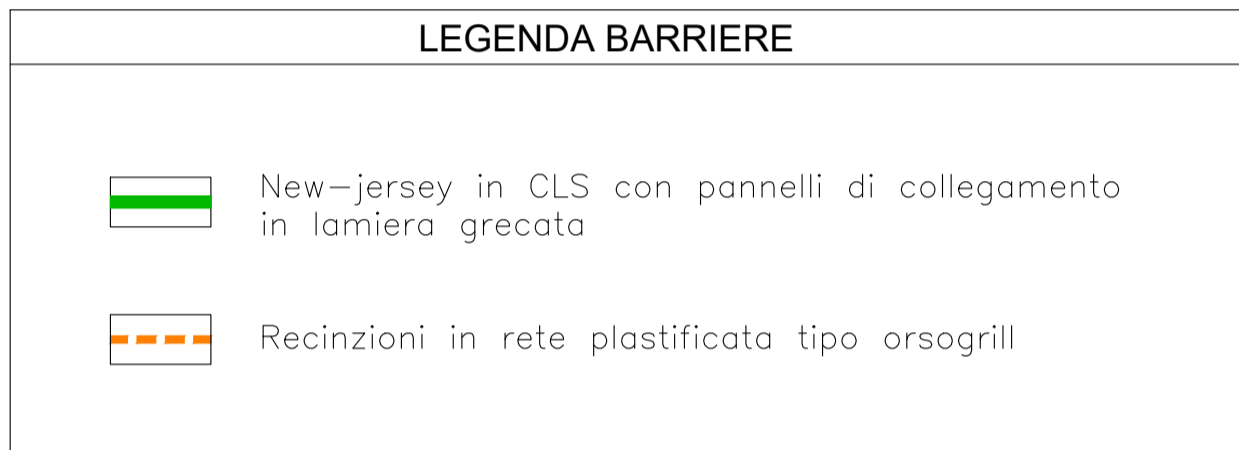 LEGENDA BARRIERE
New-jersey in CLS con pannelli di collegamento
in lamiera grecata
Recinzioni in rete plastificata tipo orsogrill